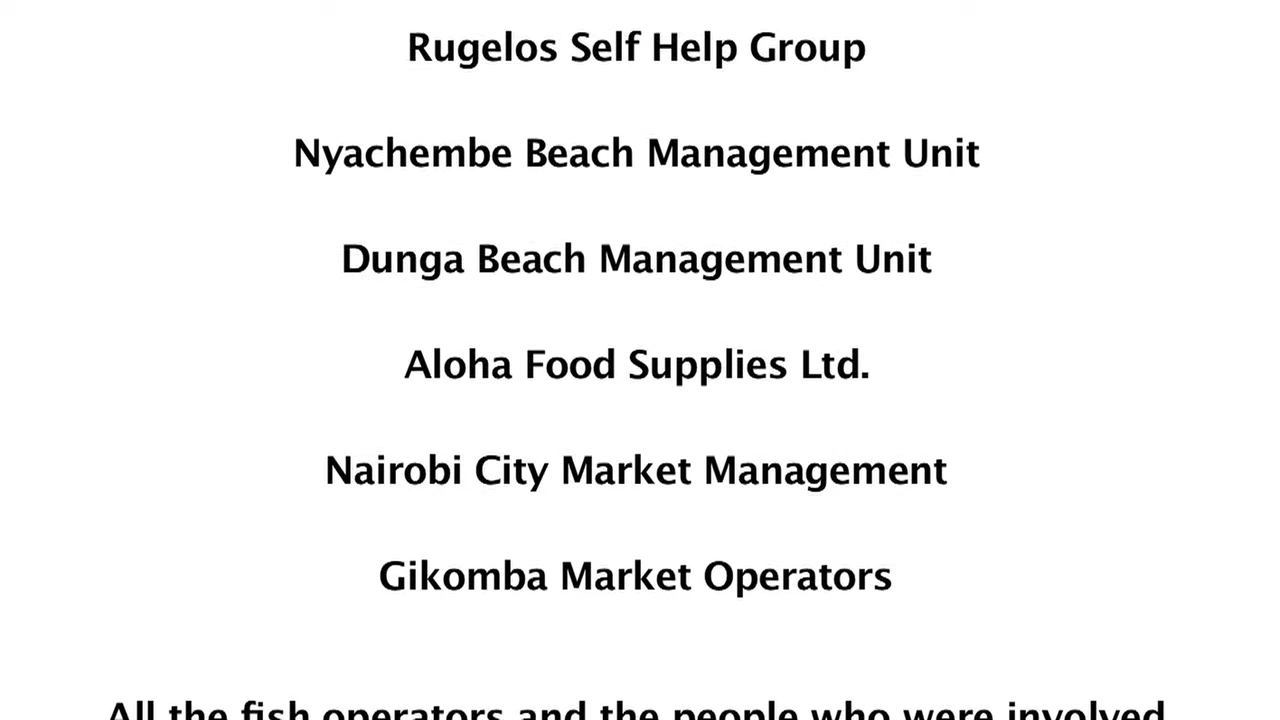 Rugelos Self Help Group
Nyachembe Beach Management Unit
Dunga Beach Management Unit
Aloha Food Supplies Ltd.
Nairobi City Market Management
Gikomba Market Operators
All the fish operators and the people who were involved